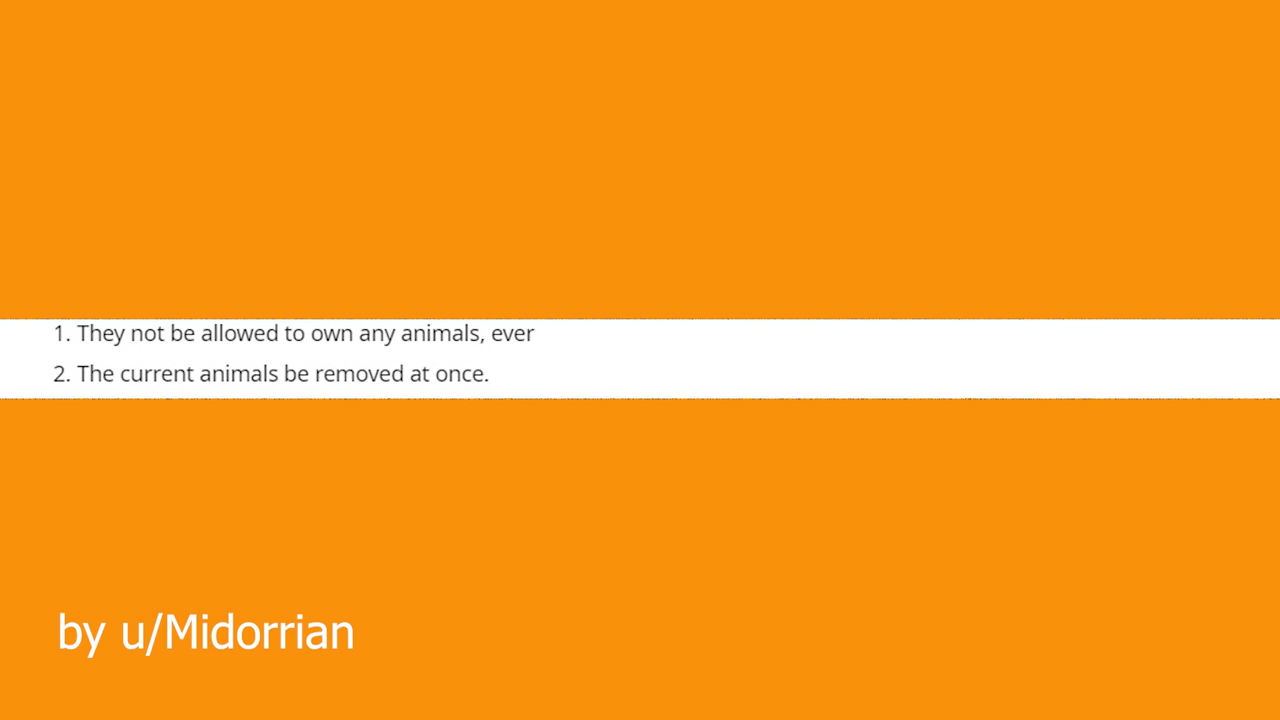 1. They not be allowed to own any animals, ever
2. The current animals be removed at once.
by u/Midorrian